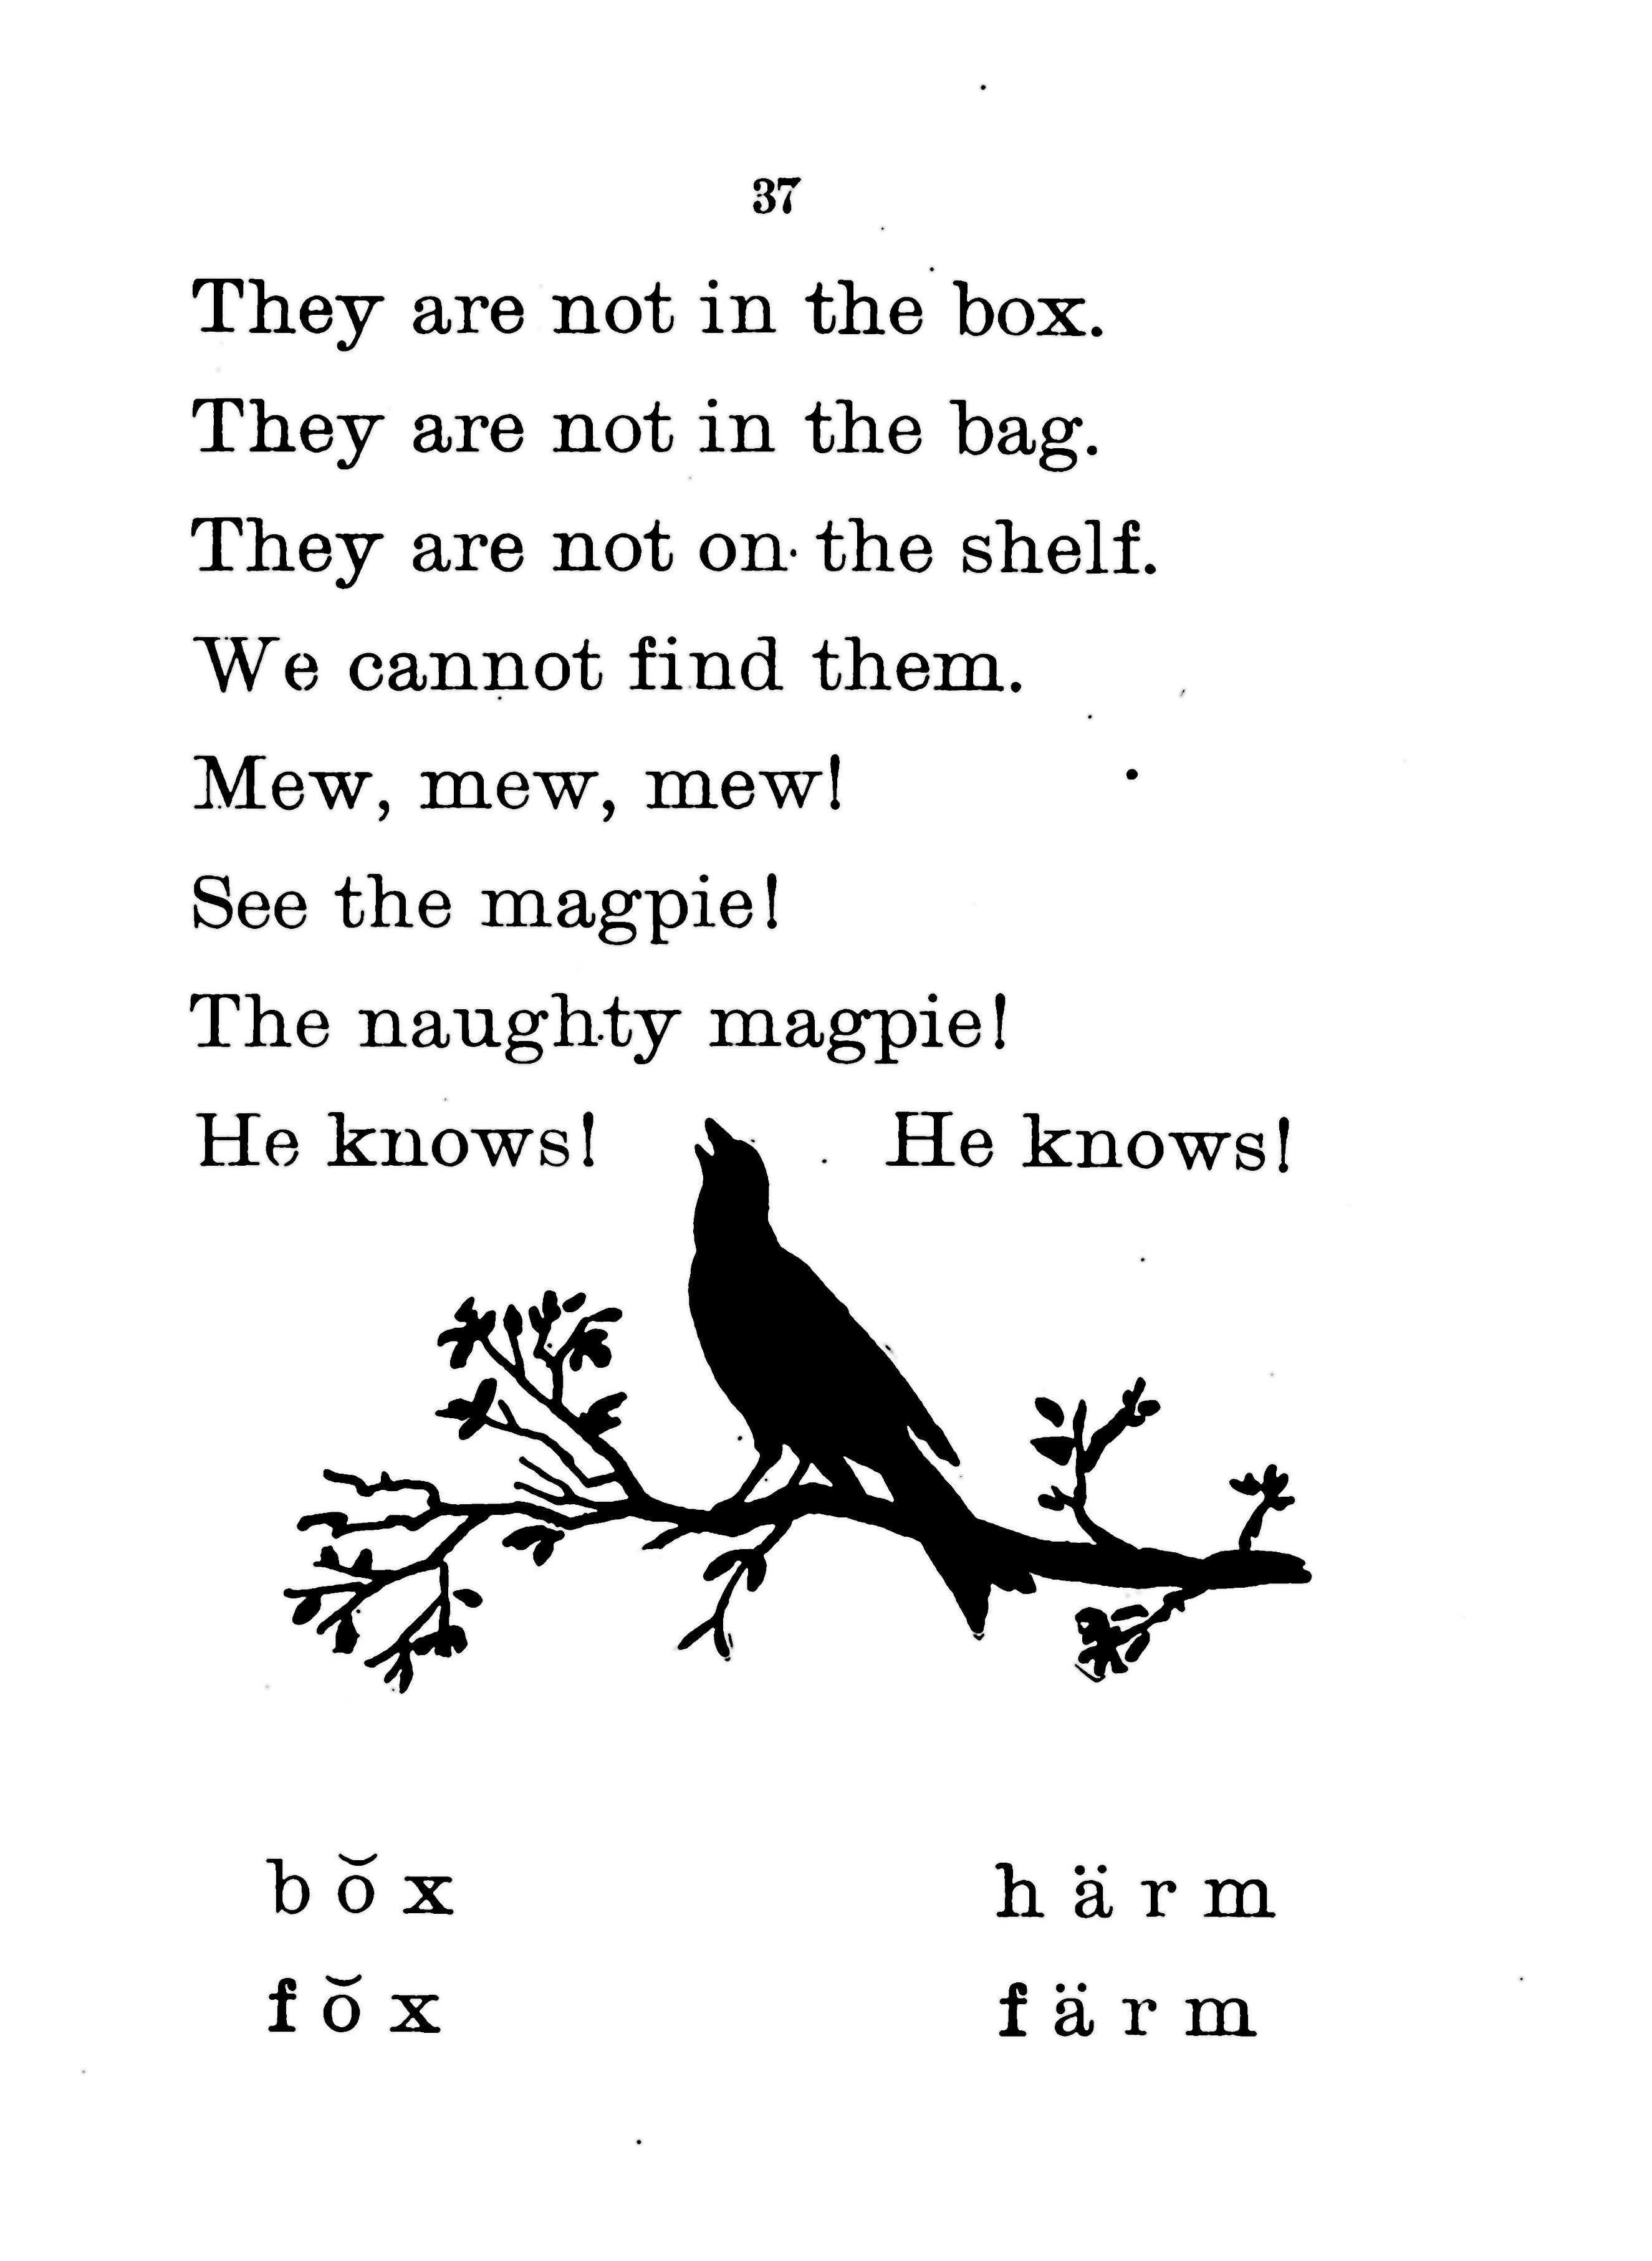 37
They are not in the box.
They are not in the bag.
They are not on the shelf.
We cannot find them.
Mew, mew, mew!
See the magpie!
The naughty magpie!
He knows! He knows!
b ŏ x h ä r m
f ŏ x f ä r m